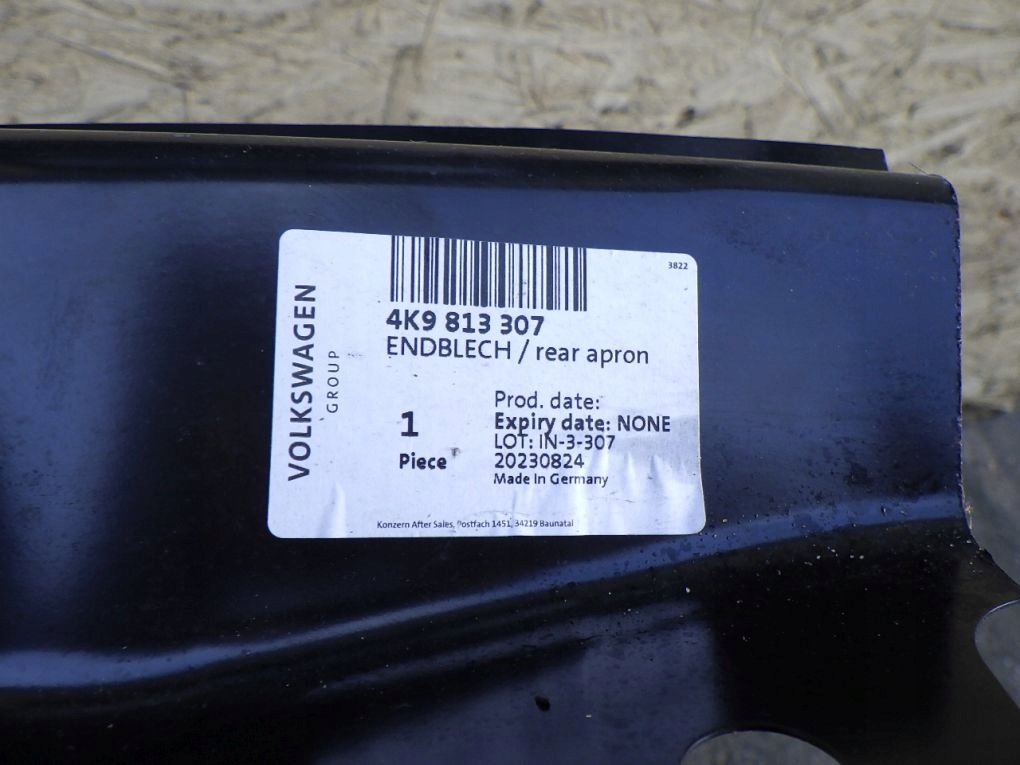 3822
VOLKSWAGEN
GROUP
4K9 813 307
ENDBLECH / rear apron
1
Piece
Prod. date:
Expiry date: NONE
LOT: IN-3-307
20230824
Made In Germany
Konzern After Sales, Postfach 1451, 34219 Baunatal